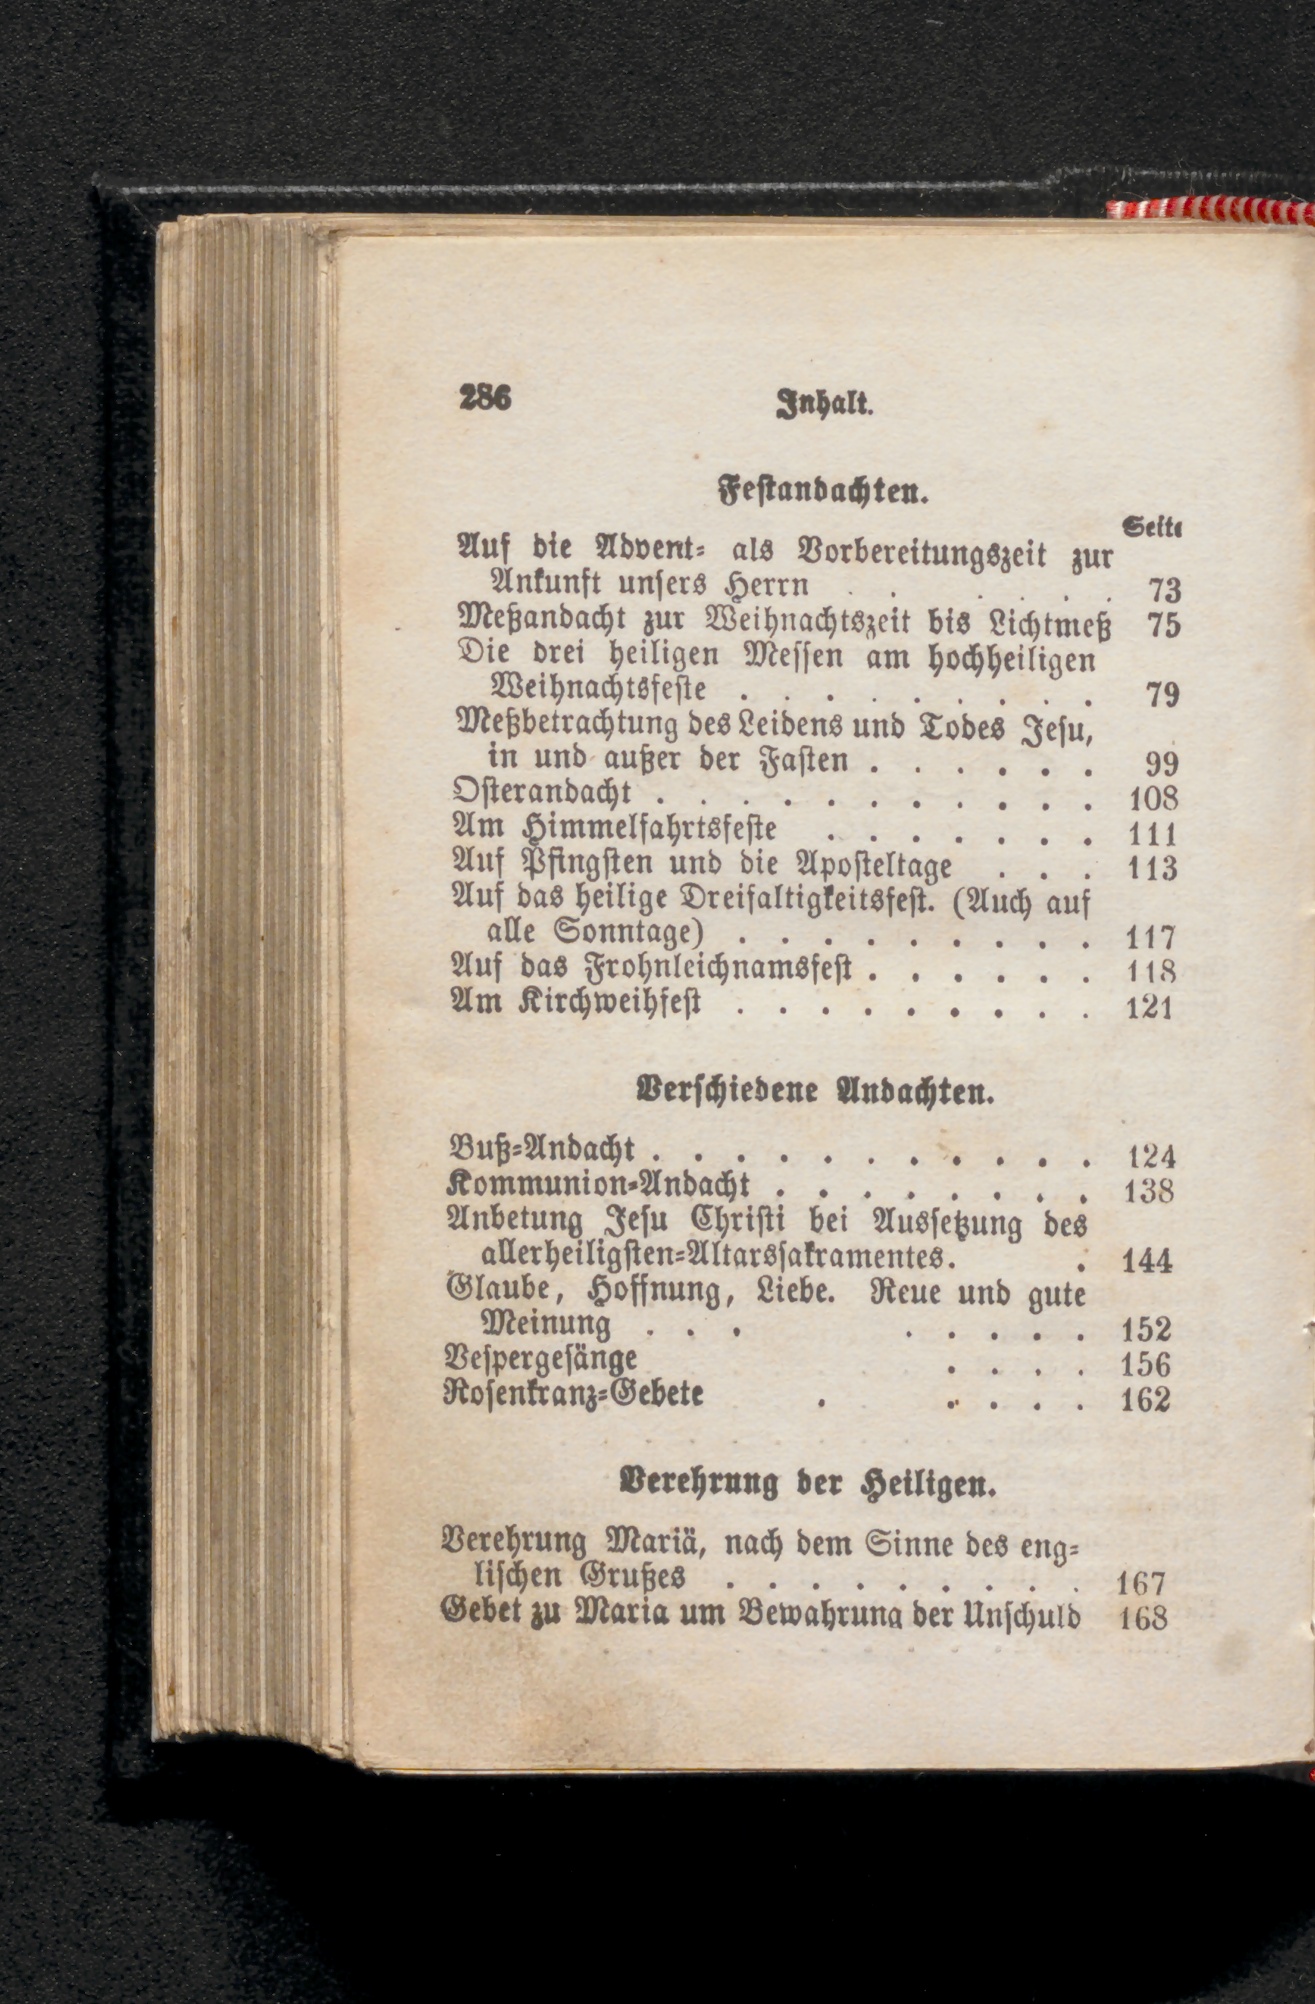 286 Inhalt.
Festandachten.
Seite
Auf die Advent= als Vorbereitungszeit zur
Ankunft unsers Herrn . . . . . . 73
Meßandacht zur Weihnachtszeit bis Lichtmeß 75
Die drei heiligen Messen am hochheiligen
Weihnachtsfeste . . . . . . . . . 79
Meßbetrachtung des Leidens und Todes Jesu,
in und außer der Fasten . . . . . . 99
Osterandacht . . . . . . . . . . . 108
Am Himmelfahrtsfeste . . . . . . . 111
Auf Pfingsten und die Aposteltage . . . 113
Auf das heilige Dreifaltigkeitsfest. (Auch auf
alle Sonntage) . . . . . . . . . 117
Auf das Frohnleichnamsfest . . . . . . 118
Am Kirchweihfest . . . . . . . . . 121
Verschiedene Andachten.
Buß=Andacht . . . . . . . . . . . 124
Kommunion=Andacht . . . . . . . . 138
Anbetung Jesu Christi bei Aussetzung des
allerheiligsten=Altarssakramentes. . 144
Glaube, Hoffnung, Liebe. Reue und gute
Meinung . . . . . . . . 152
Vespergesänge . . . . 156
Rosenkranz=Gebete . . . . . 162
Verehrung der Heiligen.
Verehrung Mariä, nach dem Sinne des eng=
lischen Grußes . . . . . . . . . 167
Gebet zu Maria um Bewahrung der Unschuld 168